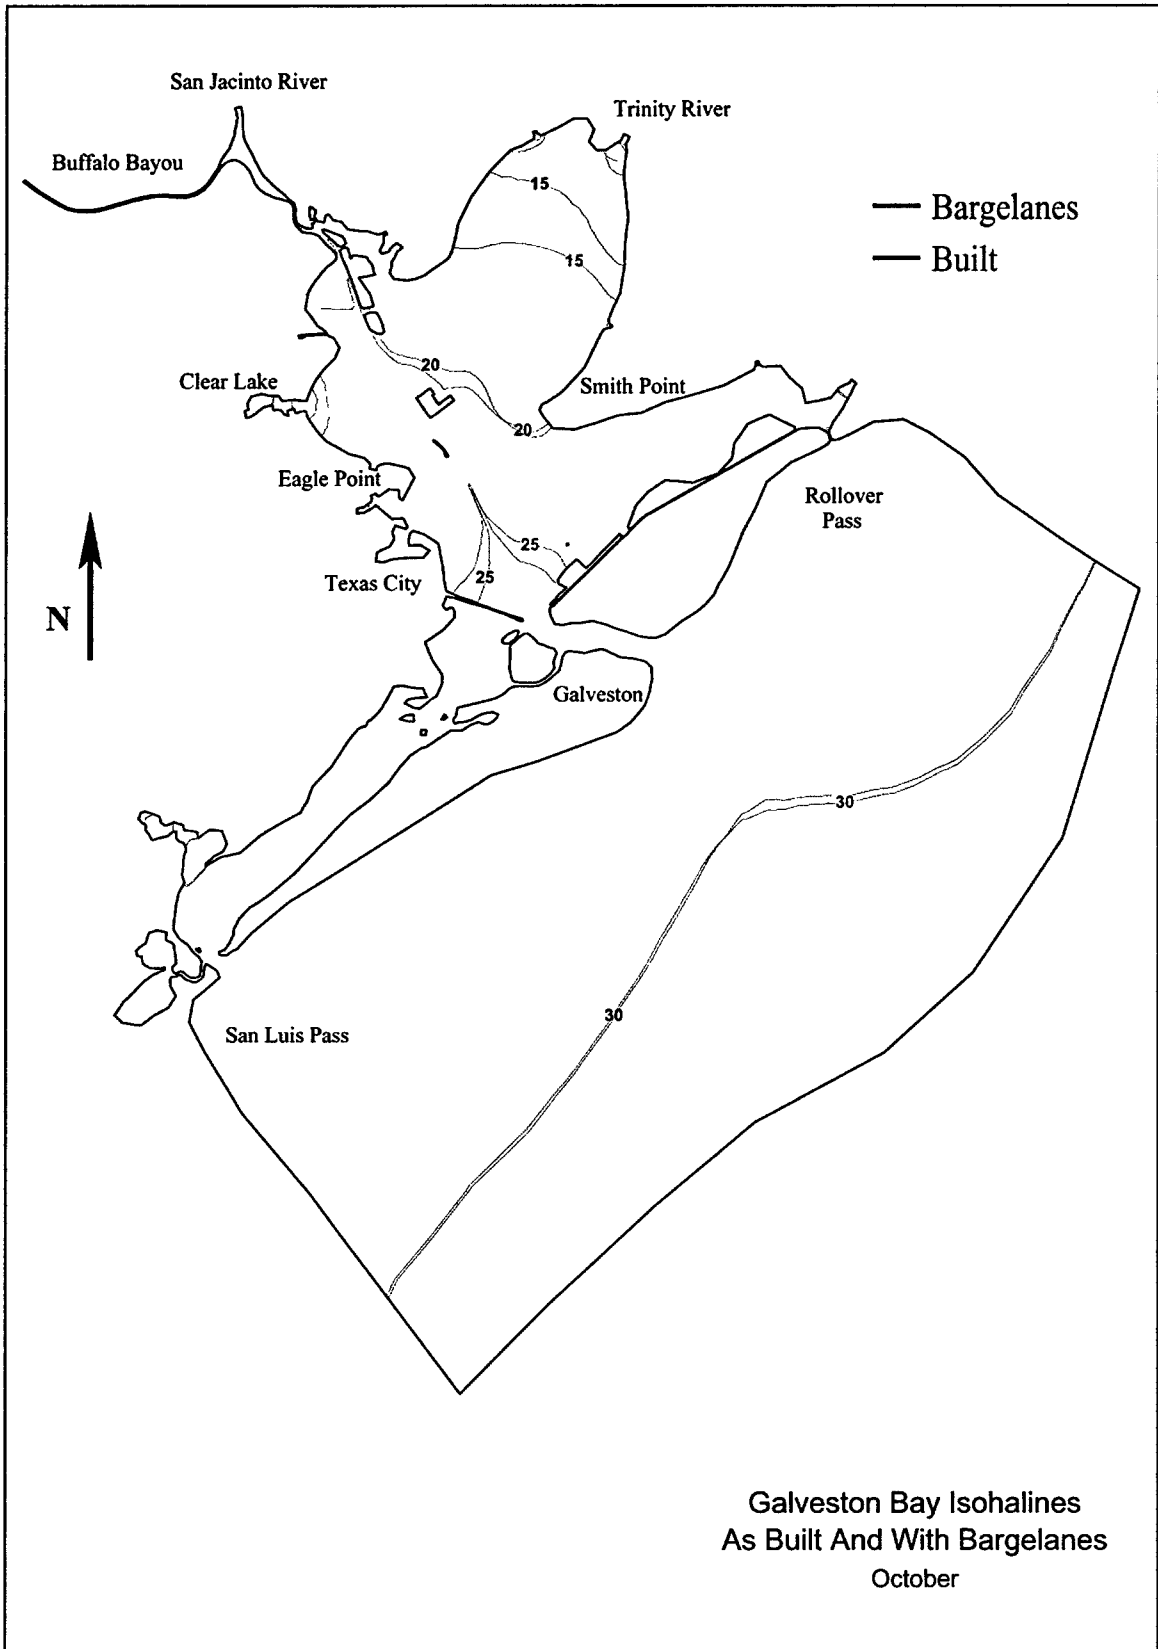 San Jacinto River
Trinity River
Buffalo Bayou
15
Bargelanes
15
Built
20
Clear Lake
Smith Point
20
Eagle Point
Rollover
Pass
25
25
Texas City
N
Galveston
30
30
San Luis Pass
Galveston Bay Isohalines
As Built And With Bargelanes
October